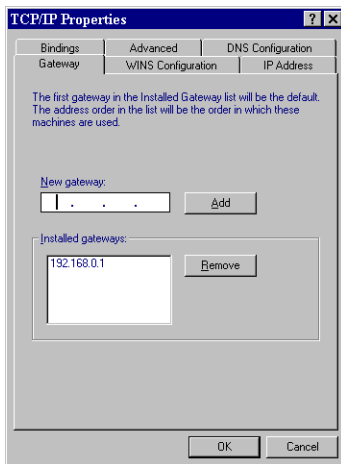 TCP/IP Properties
Bindings Advanced DNS Configuration
Gateway WINS Configuration IP Address
The first gateway in the Installed Gateway list will be the default.
The address order in the list will be the order in which these
machines are used.
New gateway:
. . . Add
Installed gateways:
192.168.0.1 Remove
OK Cancel